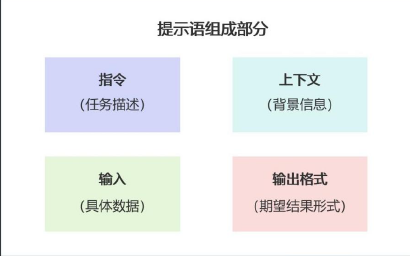 提示语组成部分
指令
（任务描述）
上下文
（背景信息）
输入
（具体数据）
输出格式
（期望结果形式）